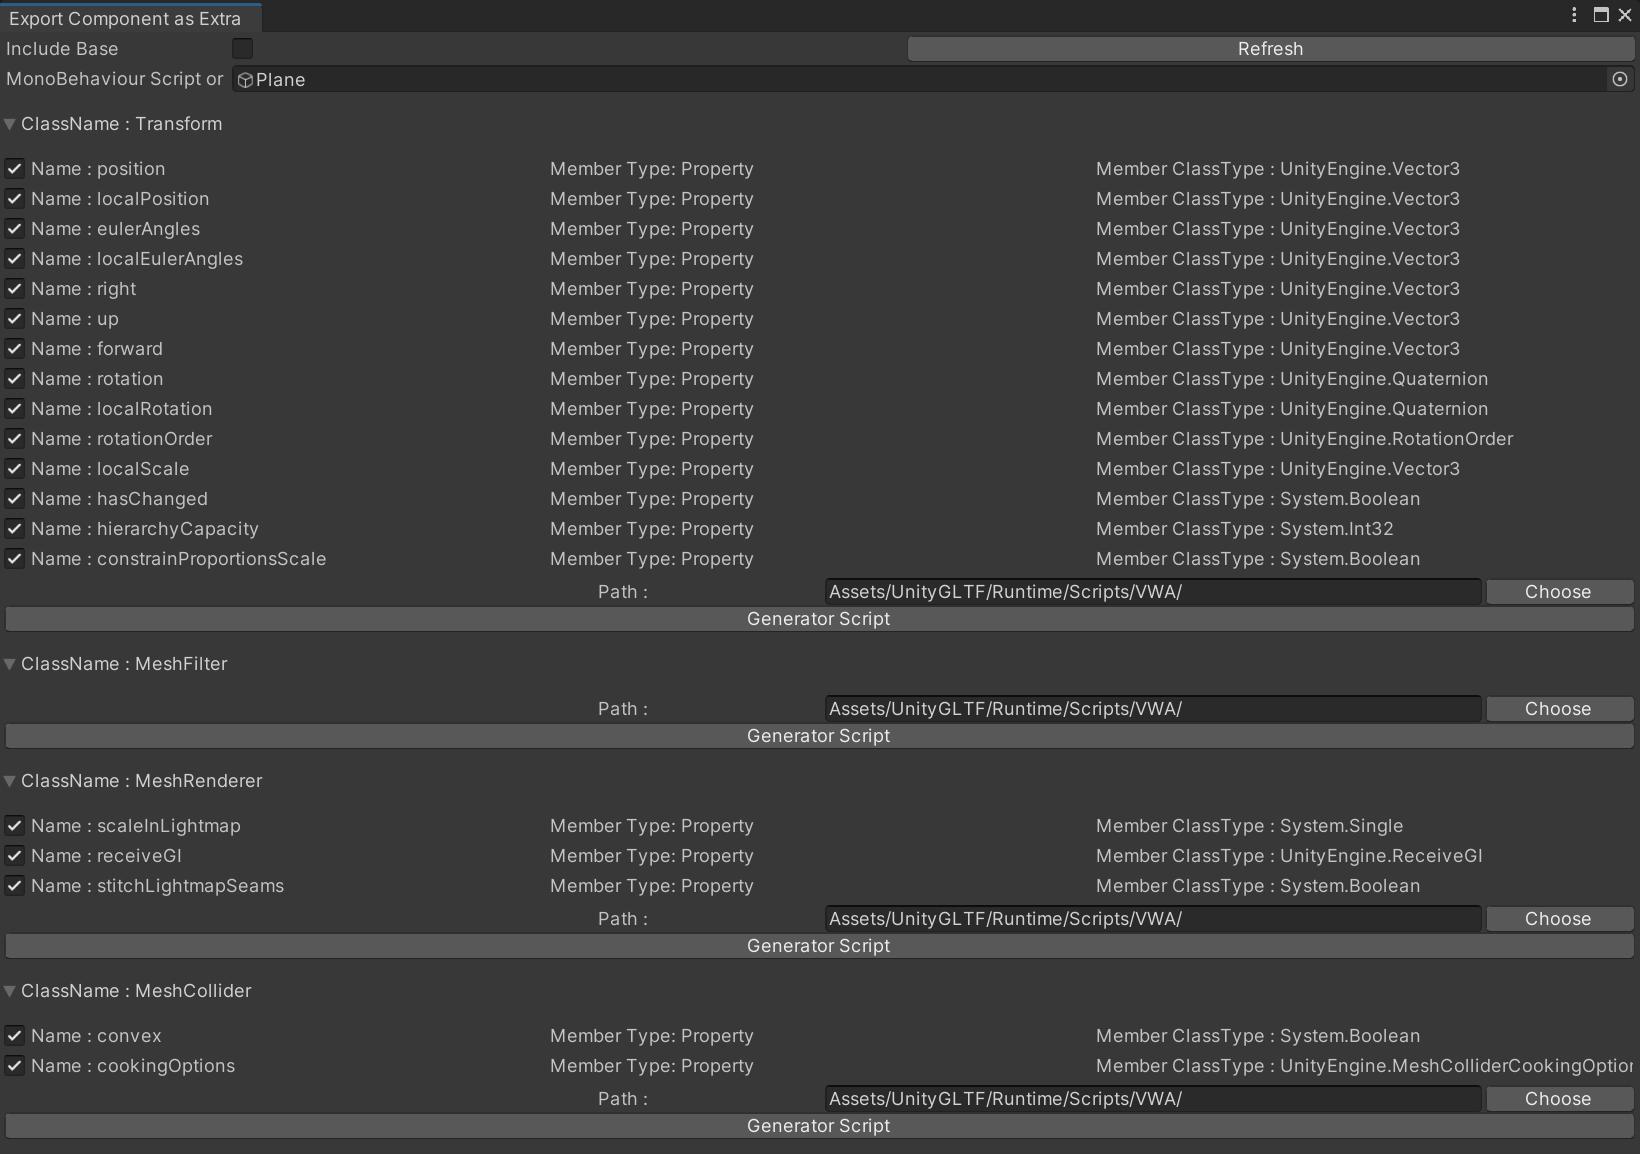 Export Component as Extra
Include Base Refresh
MonoBehaviour Script or Plane
ClassName : Transform
Name : position Member Type: Property Member ClassType : UnityEngine.Vector3
Name : localPosition Member Type: Property Member ClassType : UnityEngine.Vector3
Name : eulerAngles Member Type: Property Member ClassType : UnityEngine.Vector3
Name : localEulerAngles Member Type: Property Member ClassType : UnityEngine.Vector3
Name : right Member Type: Property Member ClassType : UnityEngine.Vector3
Name : up Member Type: Property Member ClassType : UnityEngine.Vector3
Name : forward Member Type: Property Member ClassType : UnityEngine.Vector3
Name : rotation Member Type: Property Member ClassType : UnityEngine.Quaternion
Name : localRotation Member Type: Property Member ClassType : UnityEngine.Quaternion
Name : rotationOrder Member Type: Property Member ClassType : UnityEngine.RotationOrder
Name : localScale Member Type: Property Member ClassType : UnityEngine.Vector3
Name : hasChanged Member Type: Property Member ClassType : System.Boolean
Name : hierarchyCapacity Member Type: Property Member ClassType : System.Int32
Name : constrainProportionsScale Member Type: Property Member ClassType : System.Boolean
Path : Assets/UnityGLTF/Runtime/Scripts/VWA/ Choose
Generator Script
ClassName : MeshFilter
Path : Assets/UnityGLTF/Runtime/Scripts/VWA/ Choose
Generator Script
ClassName : MeshRenderer
Name : scaleInLightmap Member Type: Property Member ClassType : System.Single
Name : receiveGI Member Type: Property Member ClassType : UnityEngine.ReceiveGI
Name : stitchLightmapSeams Member Type: Property Member ClassType : System.Boolean
Path : Assets/UnityGLTF/Runtime/Scripts/VWA/ Choose
Generator Script
ClassName : MeshCollider
Name : convex Member Type: Property Member ClassType : System.Boolean
Name : cookingOptions Member Type: Property Member ClassType : UnityEngine.MeshColliderCookingOption
Path : Assets/UnityGLTF/Runtime/Scripts/VWA/ Choose
Generator Script